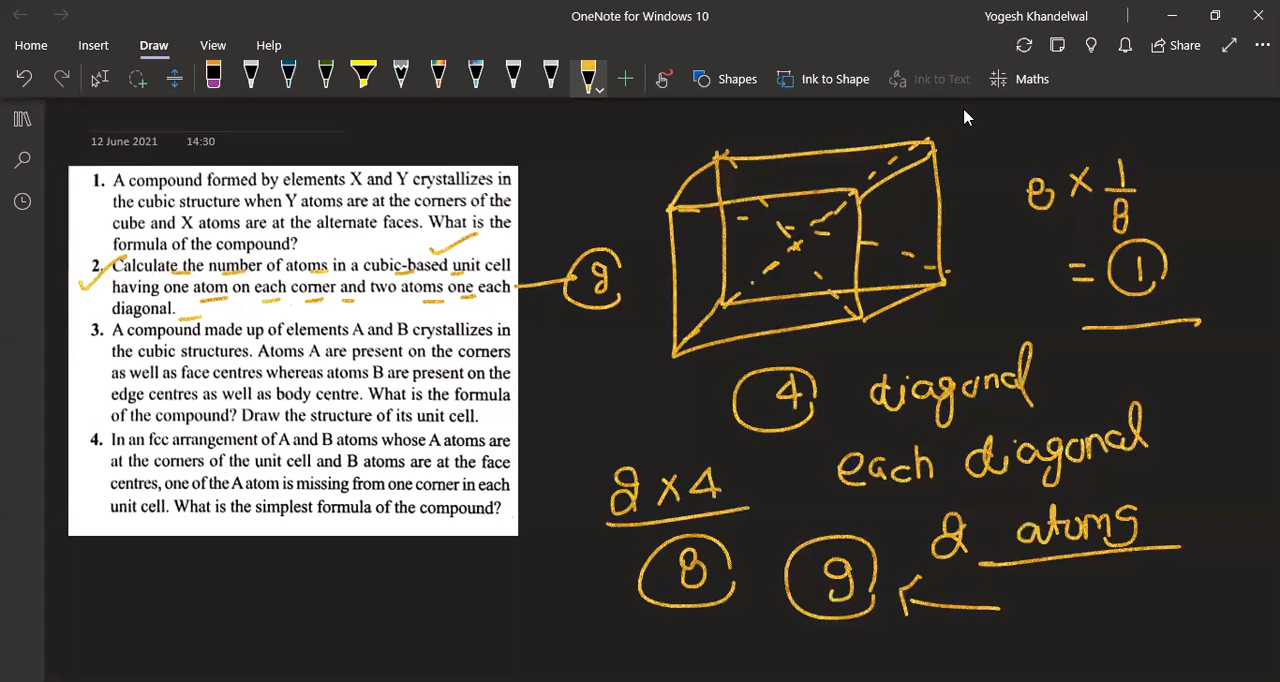 OneNote for Windows 10
Yogesh Khandelwal
Home Insert Draw View Help
Share
Shapes Ink to Shape Ink to Text Maths
12 June 2021 14:30
1. A compound formed by elements X and Y crystallizes in
the cubic structure when Y atoms are at the corners of the
cube and X atoms are at the alternate faces. What is the
formula of the compound?
2. Calculate the number of atoms in a cubic-based unit cell
having one atom on each corner and two atoms one each
diagonal.
3. A compound made up of elements A and B crystallizes in
the cubic structures. Atoms A are present on the corners
as well as face centres whereas atoms B are present on the
edge centres as well as body centre. What is the formula
of the compound? Draw the structure of its unit cell.
4. In an fcc arrangement of A and B atoms whose A atoms are
at the corners of the unit cell and B atoms are at the face
centres, one of the A atom is missing from one corner in each
unit cell. What is the simplest formula of the compound?
9
8 × 1/8
= 1
4 diagonal
each diagonal
2 atoms
2 × 4
8 9